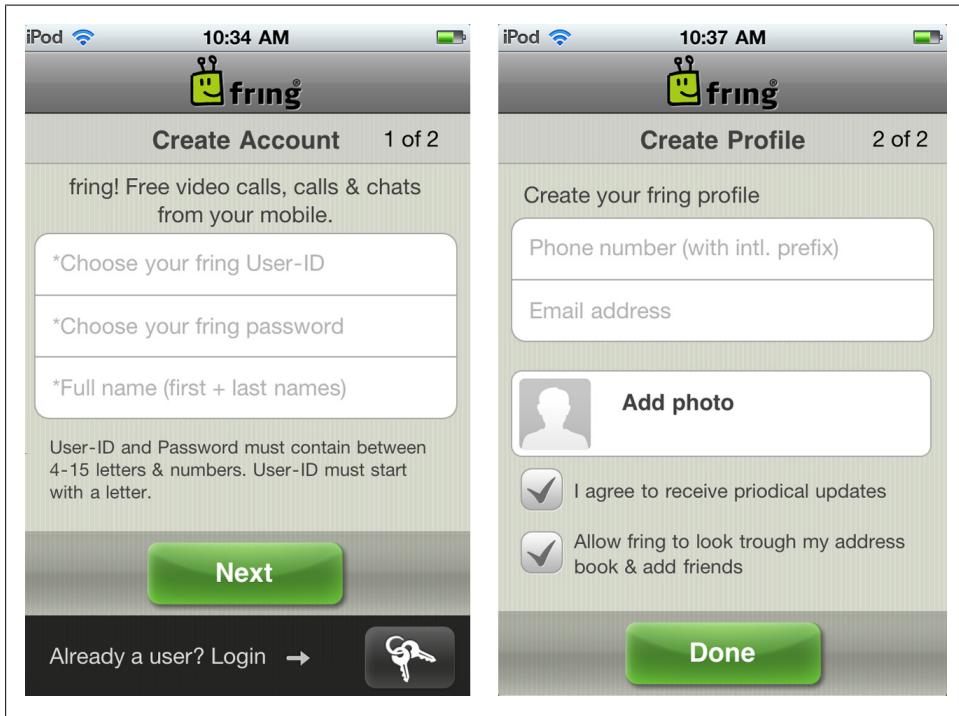 iPod
10:34 AM
fring®
Create Account 1 of 2
fring! Free video calls, calls & chats
from your mobile.
*Choose your fring User-ID
*Choose your fring password
*Full name (first + last names)
User-ID and Password must contain between
4-15 letters & numbers. User-ID must start
with a letter.
Next
Already a user? Login →
iPod
10:37 AM
fring®
Create Profile 2 of 2
Create your fring profile
Phone number (with intl. prefix)
Email address
Add photo
I agree to receive priodical updates
Allow fring to look trough my address
book & add friends
Done